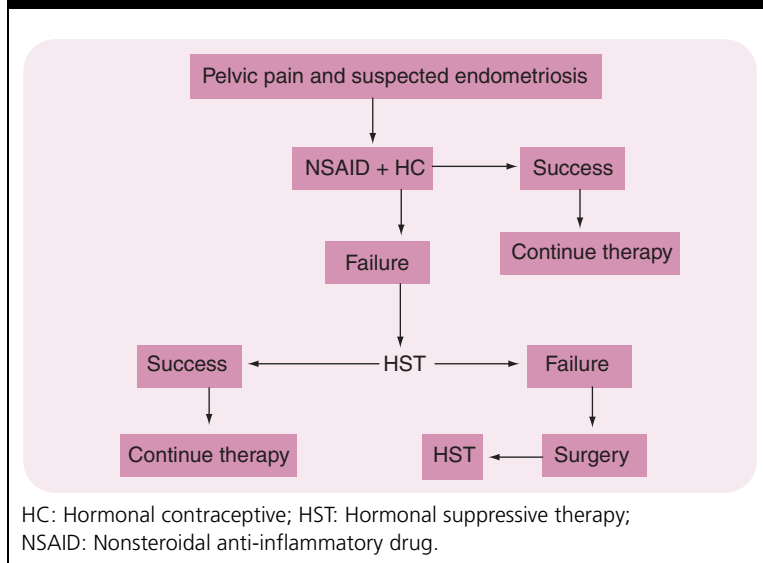 Pelvic pain and suspected endometriosis
NSAID + HC
Success
Failure
Continue therapy
Success
HST
Failure
Continue therapy
HST
Surgery
HC: Hormonal contraceptive; HST: Hormonal suppressive therapy;
NSAID: Nonsteroidal anti-inflammatory drug.